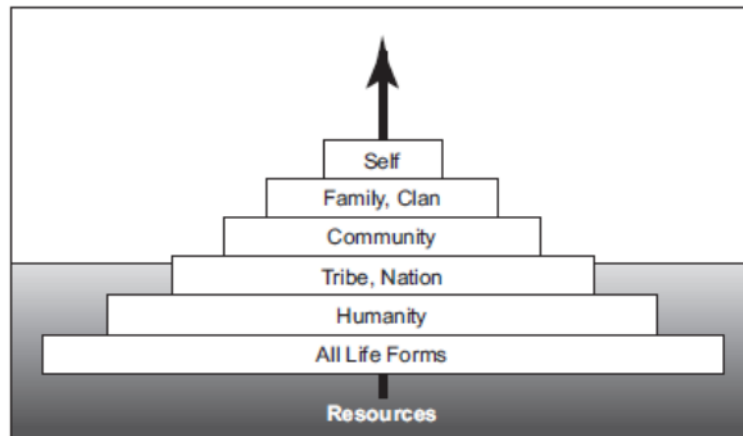 Self
Family, Clan
Community
Tribe, Nation
Humanity
All Life Forms
Resources